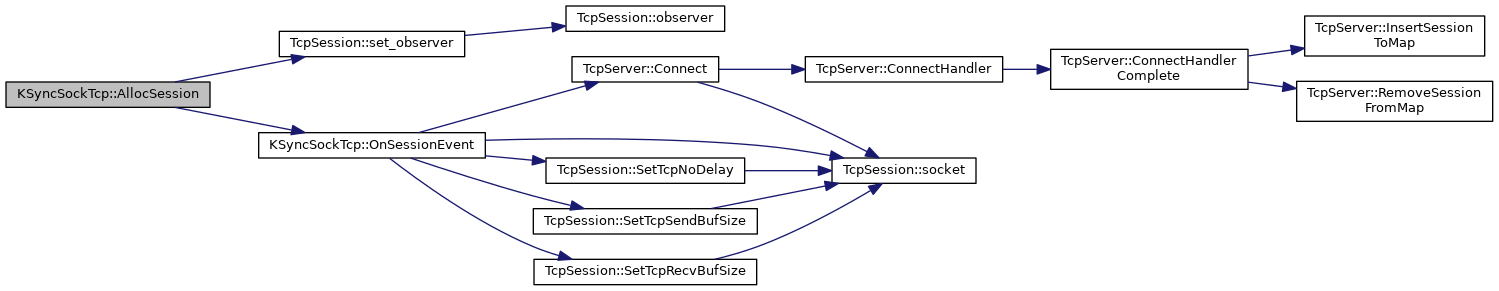 KSyncSockTcp::AllocSession
TcpSession::set_observer
TcpSession::observer
KSyncSockTcp::OnSessionEvent
TcpServer::Connect
TcpServer::ConnectHandler
TcpServer::ConnectHandler
Complete
TcpServer::InsertSession
ToMap
TcpServer::RemoveSession
FromMap
TcpSession::SetTcpNoDelay
TcpSession::socket
TcpSession::SetTcpSendBufSize
TcpSession::SetTcpRecvBufSize